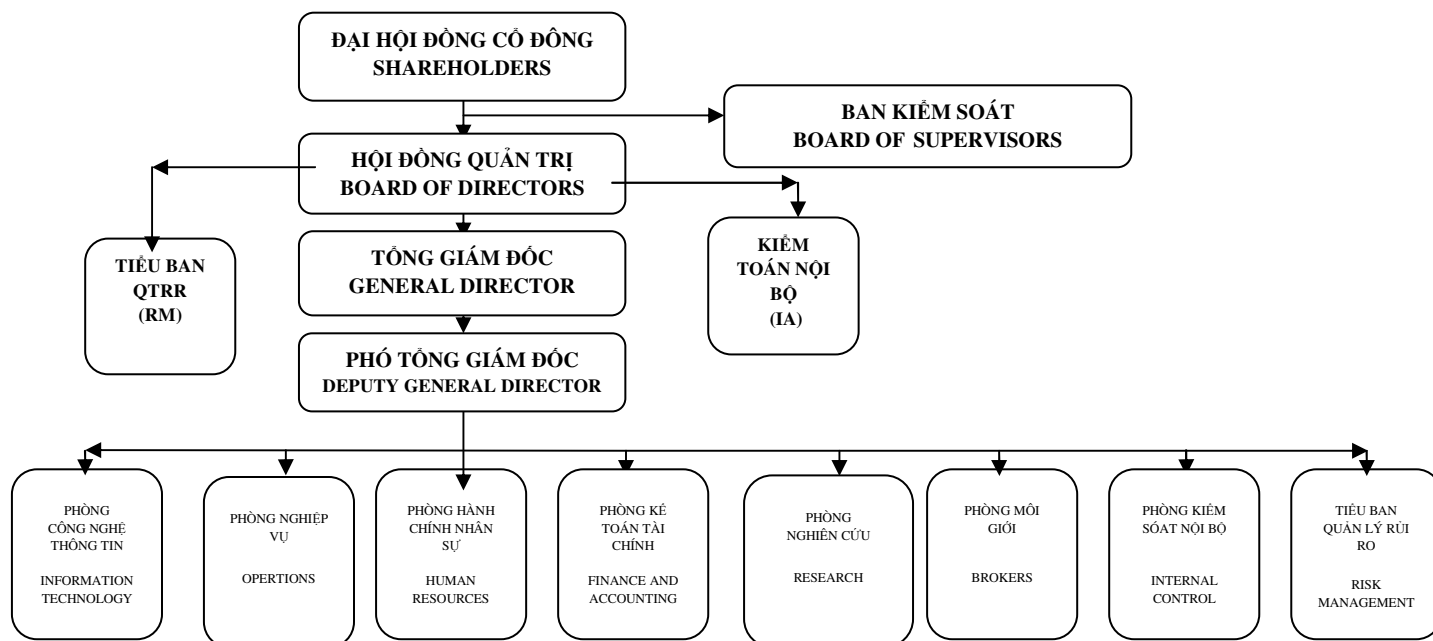 ĐẠI HỘI ĐỒNG CỔ ĐÔNG
SHAREHOLDERS
BAN KIỂM SOÁT
BOARD OF SUPERVISORS
HỘI ĐỒNG QUẢN TRỊ
BOARD OF DIRECTORS
TIỂU BAN
QTRR
(RM)
TỔNG GIÁM ĐỐC
GENERAL DIRECTOR
KIỂM
TOÁN NỘI
BỘ
(IA)
PHÓ TỔNG GIÁM ĐỐC
DEPUTY GENERAL DIRECTOR
PHÒNG
CÔNG NGHỆ
THÔNG TIN
INFORMATION
TECHNOLOGY
PHÒNG NGHIỆP
VỤ
OPERTIONS
PHÒNG HÀNH
CHÍNH NHÂN
SỰ
HUMAN
RESOURCES
PHÒNG KẾ
TOÁN TÀI
CHÍNH
FINANCE AND
ACCOUNTING
PHÒNG
NGHIÊN CỨU
RESEARCH
PHÒNG MÔI
GIỚI
BROKERS
PHÒNG KIỂM
SÓAT NỘI BỘ
INTERNAL
CONTROL
TIỂU BAN
QUẢN LÝ RỦI
RO
RISK
MANAGEMENT